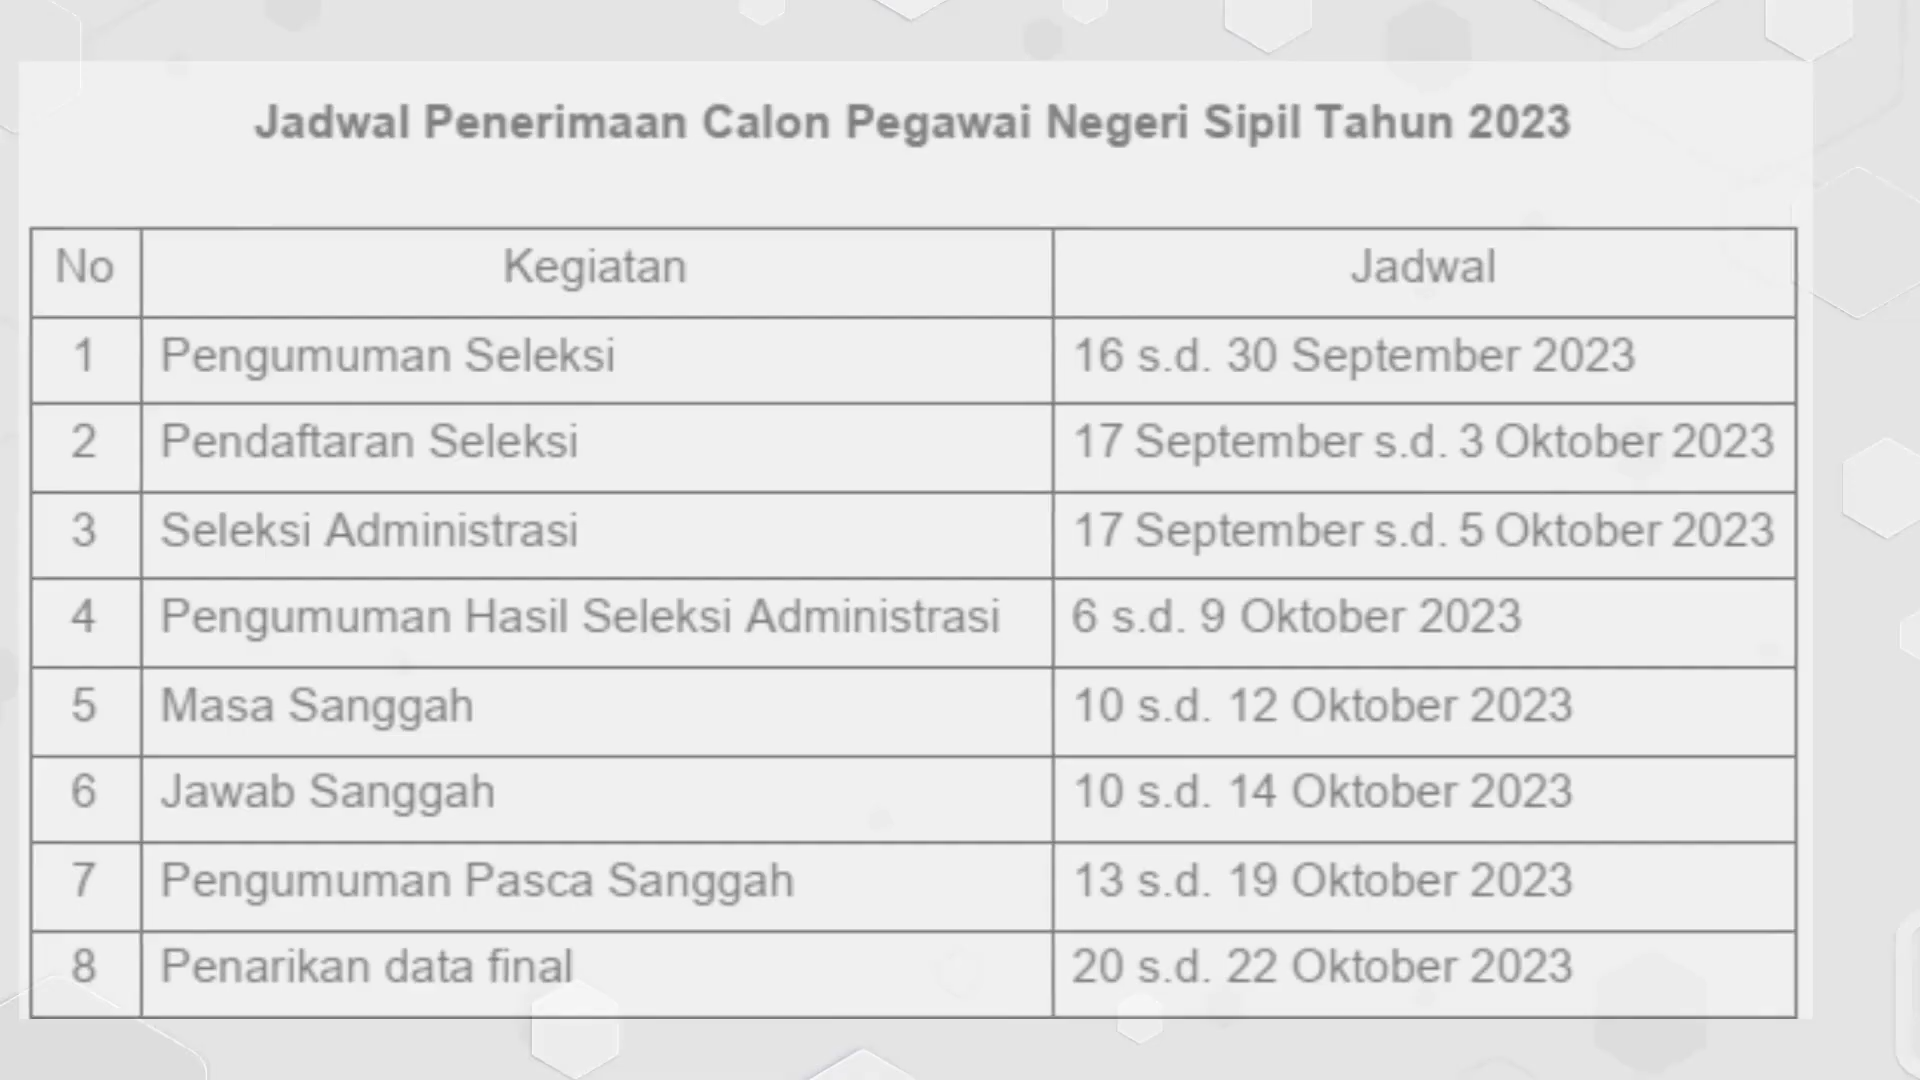 Jadwal Penerimaan Calon Pegawai Negeri Sipil Tahun 2023
No Kegiatan Jadwal
1 Pengumuman Seleksi 16 s.d. 30 September 2023
2 Pendaftaran Seleksi 17 September s.d. 3 Oktober 2023
3 Seleksi Administrasi 17 September s.d. 5 Oktober 2023
4 Pengumuman Hasil Seleksi Administrasi 6 s.d. 9 Oktober 2023
5 Masa Sanggah 10 s.d. 12 Oktober 2023
6 Jawab Sanggah 10 s.d. 14 Oktober 2023
7 Pengumuman Pasca Sanggah 13 s.d. 19 Oktober 2023
8 Penarikan data final 20 s.d. 22 Oktober 2023